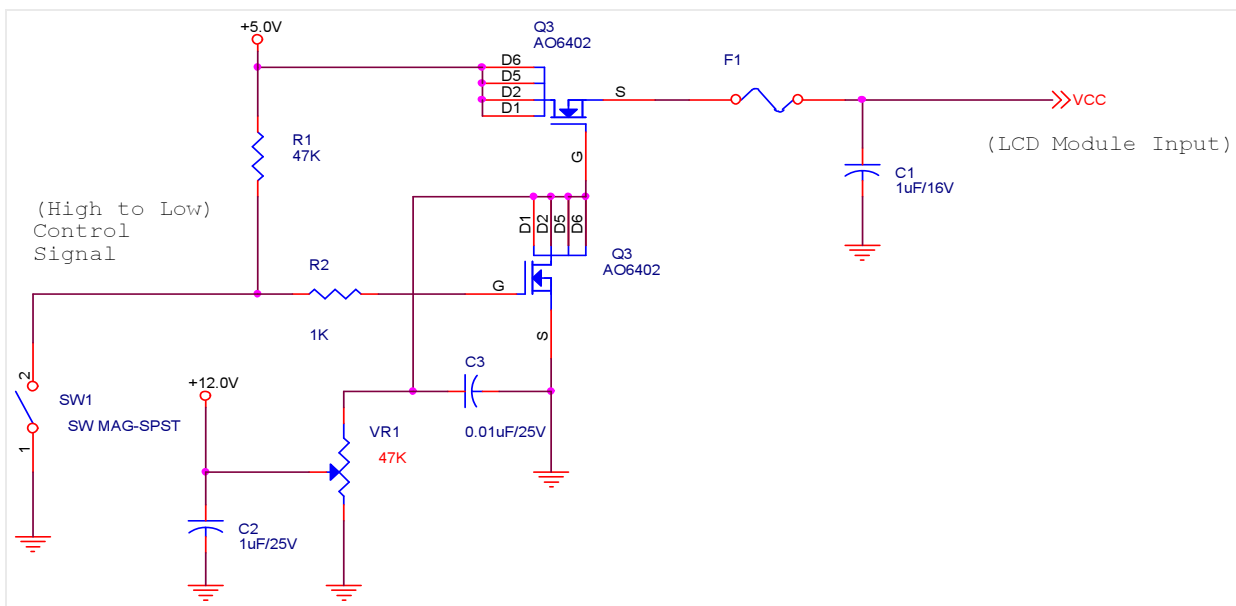 +5.0V
Q3
AO6402
D6
D5
D2
D1
S
G
F1
VCC
(LCD Module Input)
R1
47K
C1
1uF/16V
(High to Low)
Control
Signal
D1
D2
D5
D6
Q3
AO6402
R2
1K
G
S
+12.0V
C3
0.01uF/25V
2
SW1
SW MAG-SPST
1
VR1
47K
C2
1uF/25V